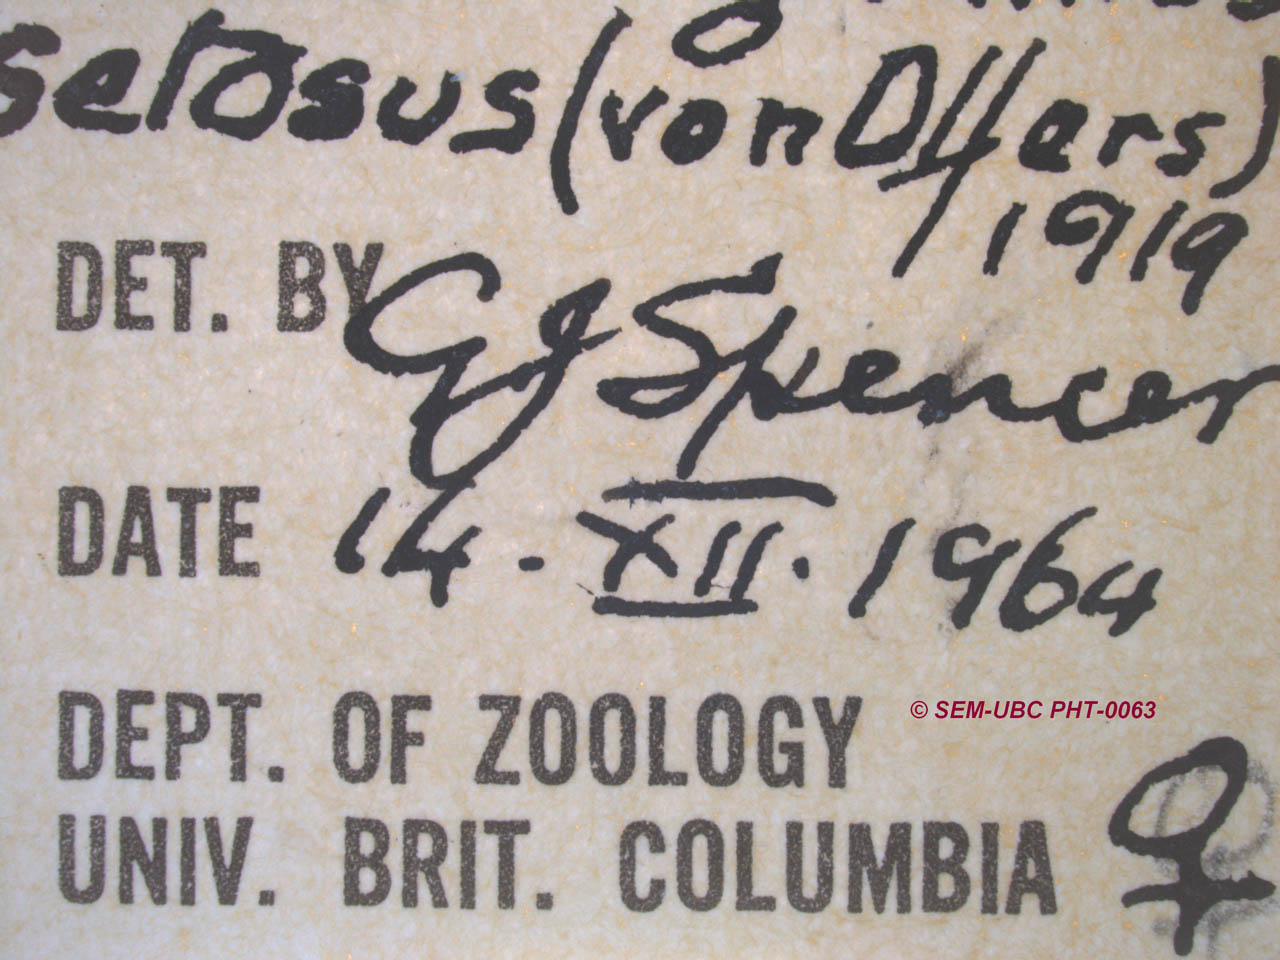 setosus (von Olfers)
1919
DET. BY GJ Spencer
DATE 14-XII.1964
DEPT. OF ZOOLOGY
© SEM-UBC PHT-0063
UNIV. BRIT. COLUMBIA ♀